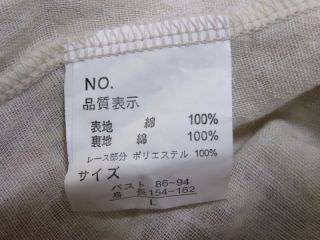 NO.
品質表示
表地 綿 100%
裏地 綿 100%
レース部分 ポリエステル 100%
サイズ
バスト 86-94
身長 154-162
L